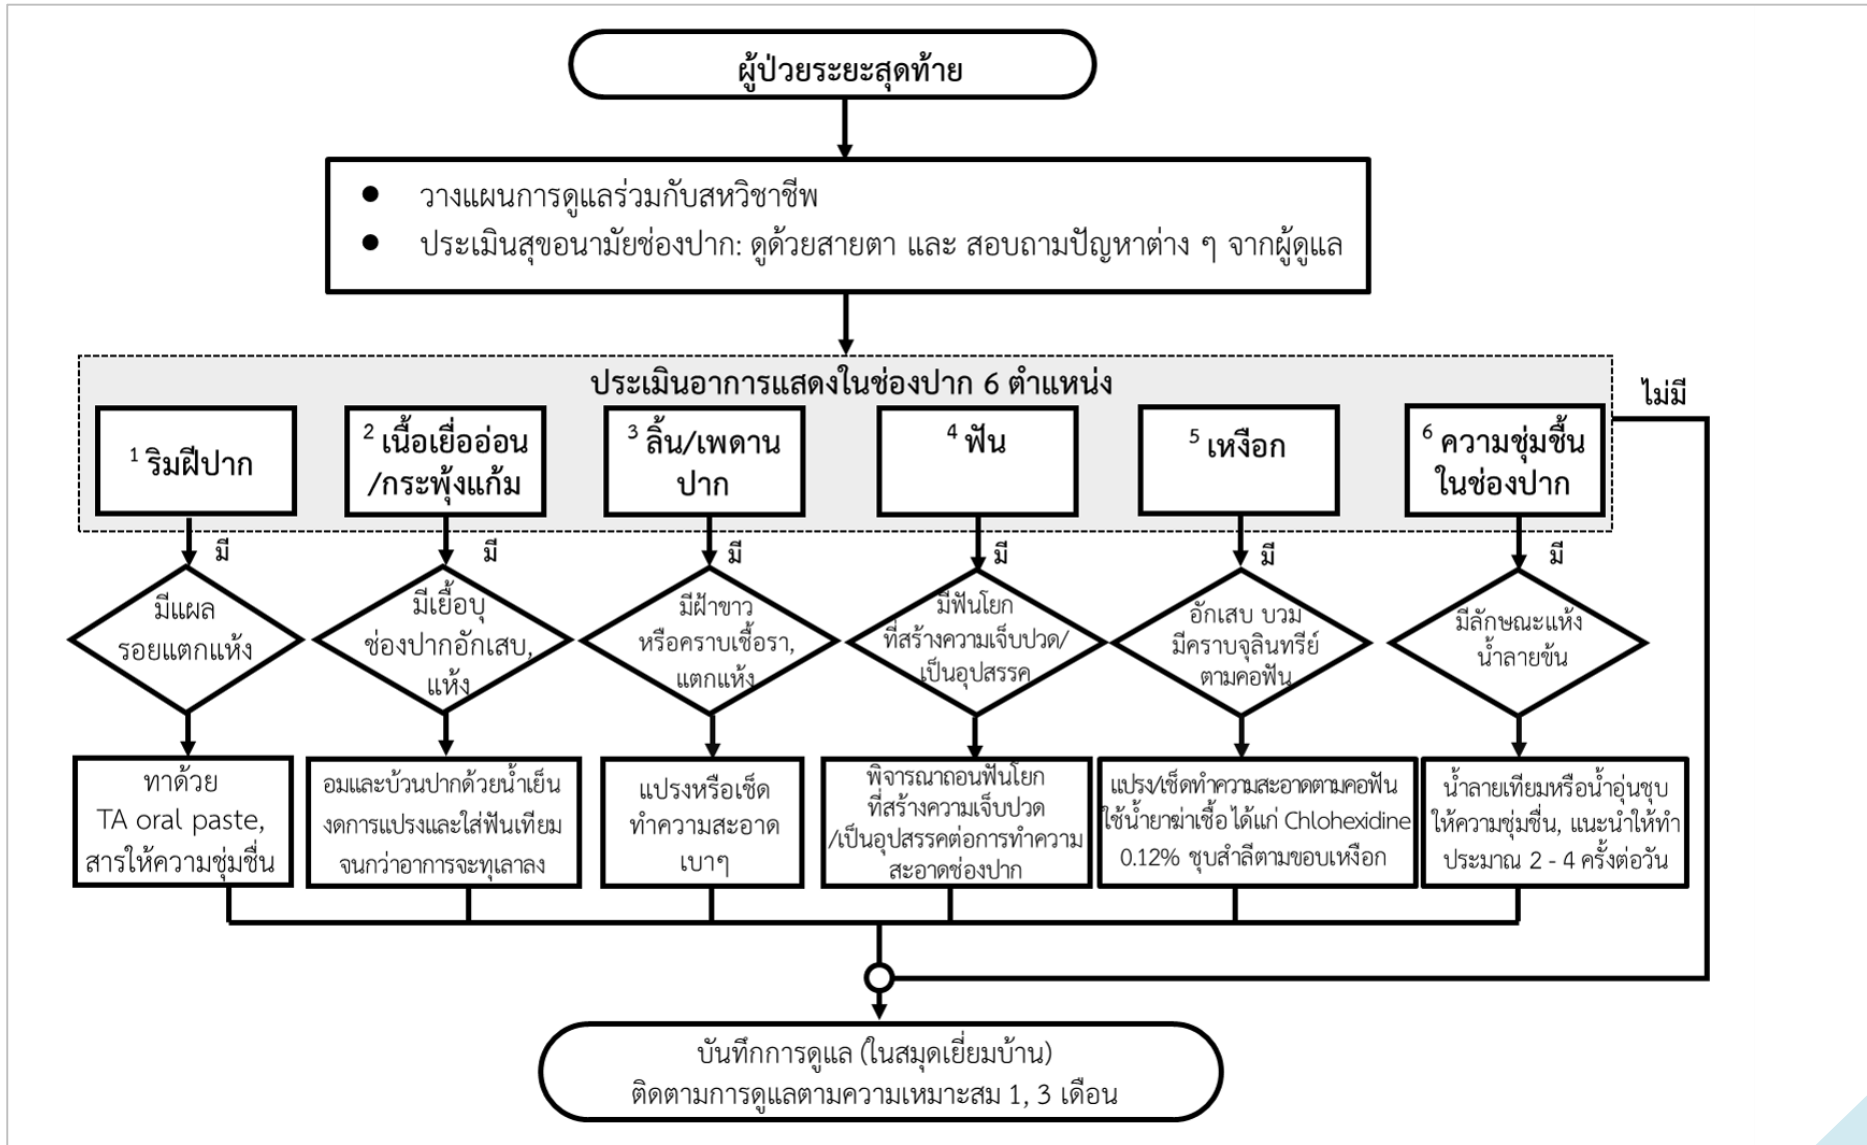 ผู้ป่วยระยะสุดท้าย
● วางแผนการดูแลร่วมกับสหวิชาชีพ
● ประเมินสุขอนามัยช่องปาก: ดูด้วยสายตา และ สอบถามปัญหาต่าง ๆ จากผู้ดูแล
ประเมินอาการแสดงในช่องปาก 6 ตำแหน่ง
ไม่มี
1 ริมฝีปาก
2 เนื้อเยื่ออ่อน
/กระพุ้งแก้ม
3 ลิ้น/เพดาน
ปาก
4 ฟัน
5 เหงือก
6 ความชุ่มชื้น
ในช่องปาก
มี
มี
มี
มี
มี
มี
มีแผล
รอยแตกแห้ง
มีเยื้อบุ
ช่องปากอักเสบ,
แห้ง
มีฝ้าขาว
หรือคราบเชื้อรา,
แตกแห้ง
มีฟันโยก
ที่สร้างความเจ็บปวด/
เป็นอุปสรรค
อักเสบ บวม
มีคราบจุลินทรีย์
ตามคอฟัน
มีลักษณะแห้ง
น้ำลายข้น
ทาด้วย
TA oral paste,
สารให้ความชุ่มชื่น
อมและบ้วนปากด้วยน้ำเย็น
งดการแปรงและใส่ฟันเทียม
จนกว่าอาการจะทุเลาลง
แปรงหรือเช็ด
ทำความสะอาด
เบาๆ
พิจารณาถอนฟันโยก
ที่สร้างความเจ็บปวด
/เป็นอุปสรรคต่อการทำความ
สะอาดช่องปาก
แปรง/เช็ดทำความสะอาดตามคอฟัน
ใช้น้ำยาฆ่าเชื้อ ได้แก่ Chlohexidine
0.12% ชุบสำลีตามขอบเหงือก
น้ำลายเทียมหรือน้ำอุ่นชุบ
ให้ความชุ่มชื่น, แนะนำให้ทำ
ประมาณ 2 - 4 ครั้งต่อวัน
บันทึกการดูแล (ในสมุดเยี่ยมบ้าน)
ติดตามการดูแลตามความเหมาะสม 1, 3 เดือน